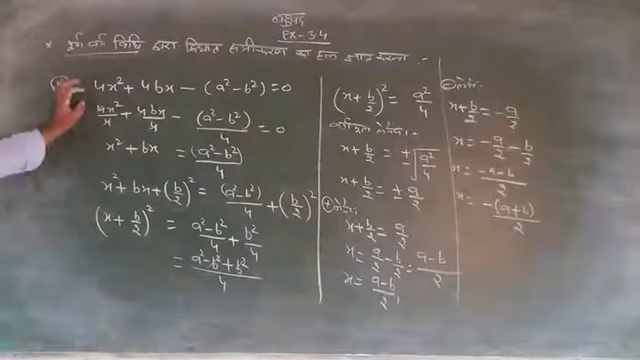 बहुपद
Ex-3.4
* पूर्ण वर्ग विधि द्वारा द्विघात समीकरण का हल ज्ञात करना :-
4x² + 4bx - (a² - b²) = 0
4x²/4 + 4bx/4 - (a² - b²)/4 = 0
x² + bx = (a² - b²)/4
x² + bx + (b/2)² = (a² - b²)/4 + (b/2)²
(x + b/2)² = a² - b²/4 + b²/4
= a² - b² + b²/4
(x + b/2)² = a²/4
वर्गमूल लेने पर
x + b/2 = ± √a²/4
x + b/2 = ± a/2
⊕ लेने पर
x + b/2 = a/2
x = a/2 - b/2 = a - b/2
x = a - b/2
⊖ लेने पर
x + b/2 = - a/2
x = - a/2 - b/2
x = - a - b/2
x = - (a + b)/2